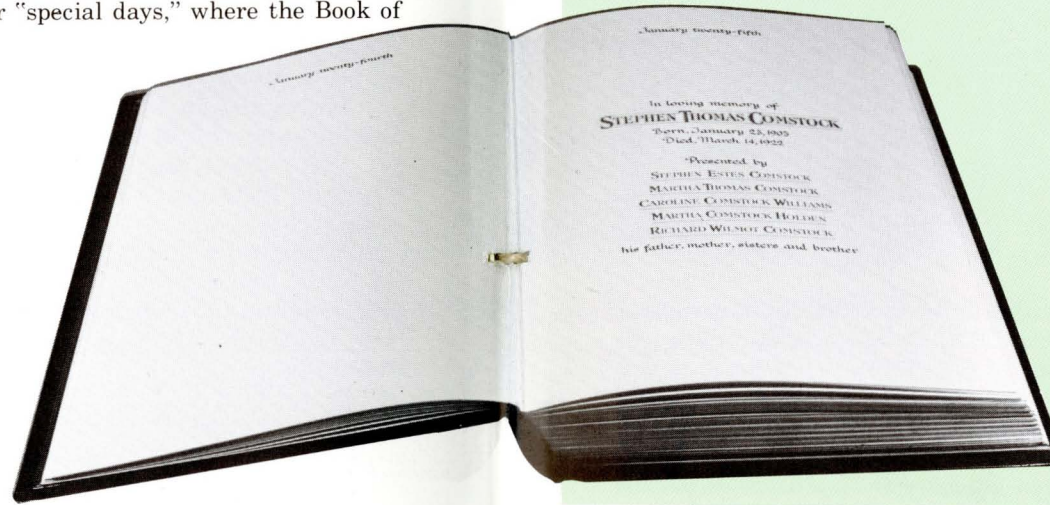 r "special days," where the Book of
January twenty-fourth
January twenty-fifth
In loving memory of
STEPHEN THOMAS COMSTOCK
Born, January 25, 1905
Died, March 14, 1922
Presented by
STEPHEN ESTES COMSTOCK
MARTHA THOMAS COMSTOCK
CAROLINE COMSTOCK WILLIAMS
MARTHA COMSTOCK HOLDEN
RICHARD WILMOT COMSTOCK
his father, mother, sisters and brother